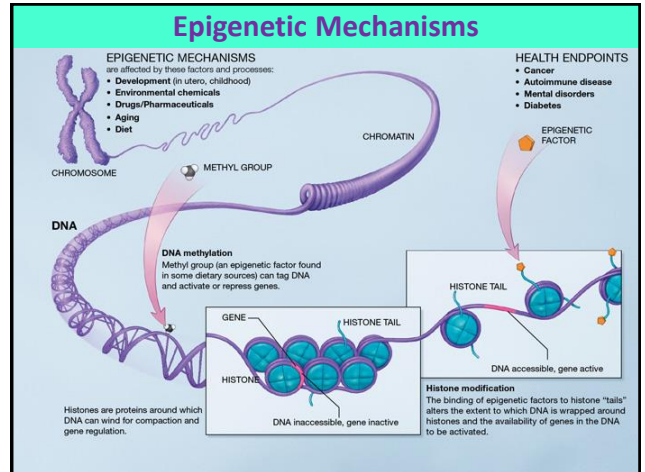 Epigenetic Mechanisms
EPIGENETIC MECHANISMS
are affected by these factors and processes:
• Development (in utero, childhood)
• Environmental chemicals
• Drugs/Pharmaceuticals
• Aging
• Diet
HEALTH ENDPOINTS
• Cancer
• Autoimmune disease
• Mental disorders
• Diabetes
EPIGENETIC
FACTOR
CHROMATIN
CHROMOSOME
METHYL GROUP
DNA
DNA methylation
Methyl group (an epigenetic factor found
in some dietary sources) can tag DNA
and activate or repress genes.
HISTONE TAIL
GENE
HISTONE TAIL
DNA accessible, gene active
HISTONE
DNA inaccessible, gene inactive
Histones are proteins around which
DNA can wind for compaction and
gene regulation.
Histone modification
The binding of epigenetic factors to histone “tails”
alters the extent to which DNA is wrapped around
histones and the availability of genes in the DNA
to be activated.